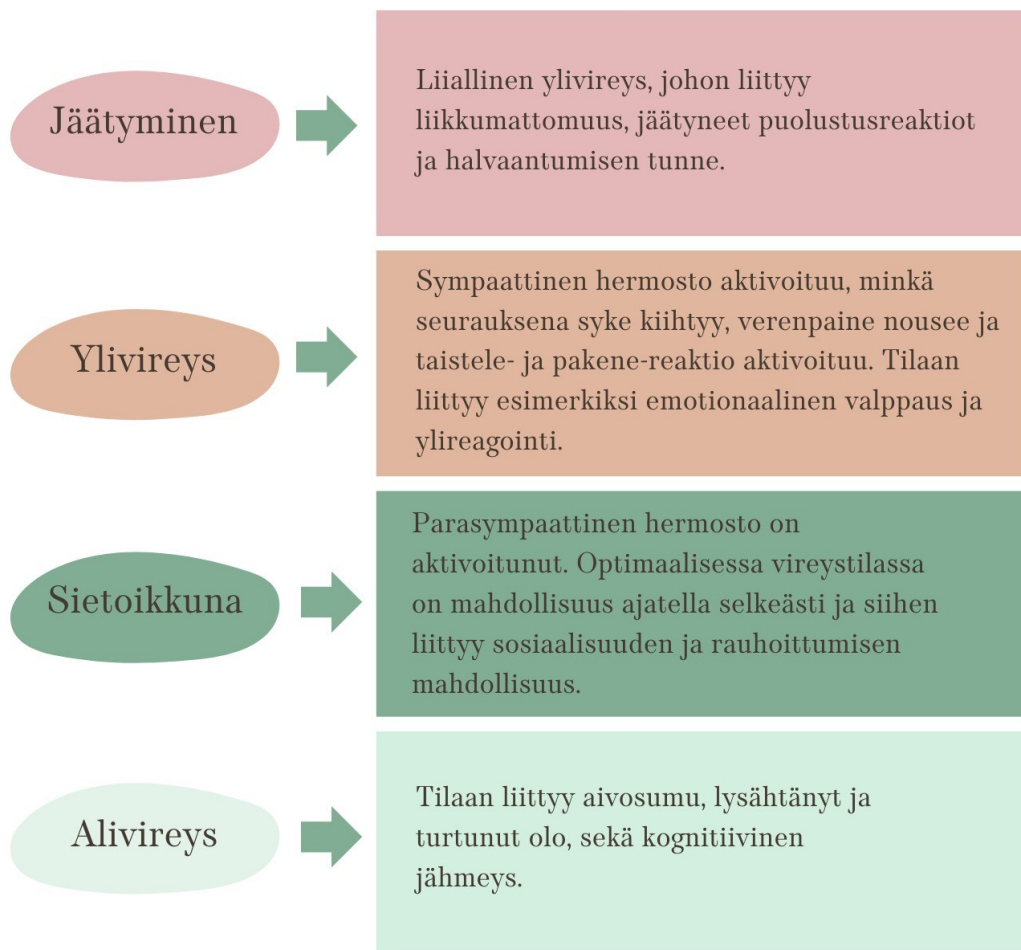 Jäätyminen
Liiallinen ylivireys, johon liittyy
liikkumattomuus, jäätyneet puolustusreaktiot
ja halvaantumisen tunne.
Ylivireys
Sympaattinen hermosto aktivoituu, minkä
seurauksena syke kiihtyy, verenpaine nousee ja
taistele- ja pakene-reaktio aktivoituu. Tilaan
liittyy esimerkiksi emotionaalinen valppaus ja
ylireagointi.
Sietoikkuna
Parasympaattinen hermosto on
aktivoitunut. Optimaalisessa vireystilassa
on mahdollisuus ajatella selkeästi ja siihen
liittyy sosiaalisuuden ja rauhoittumisen
mahdollisuus.
Alivireys
Tilaan liittyy aivosumu, lysähtänyt ja
turtunut olo, sekä kognitiivinen
jähmeys.